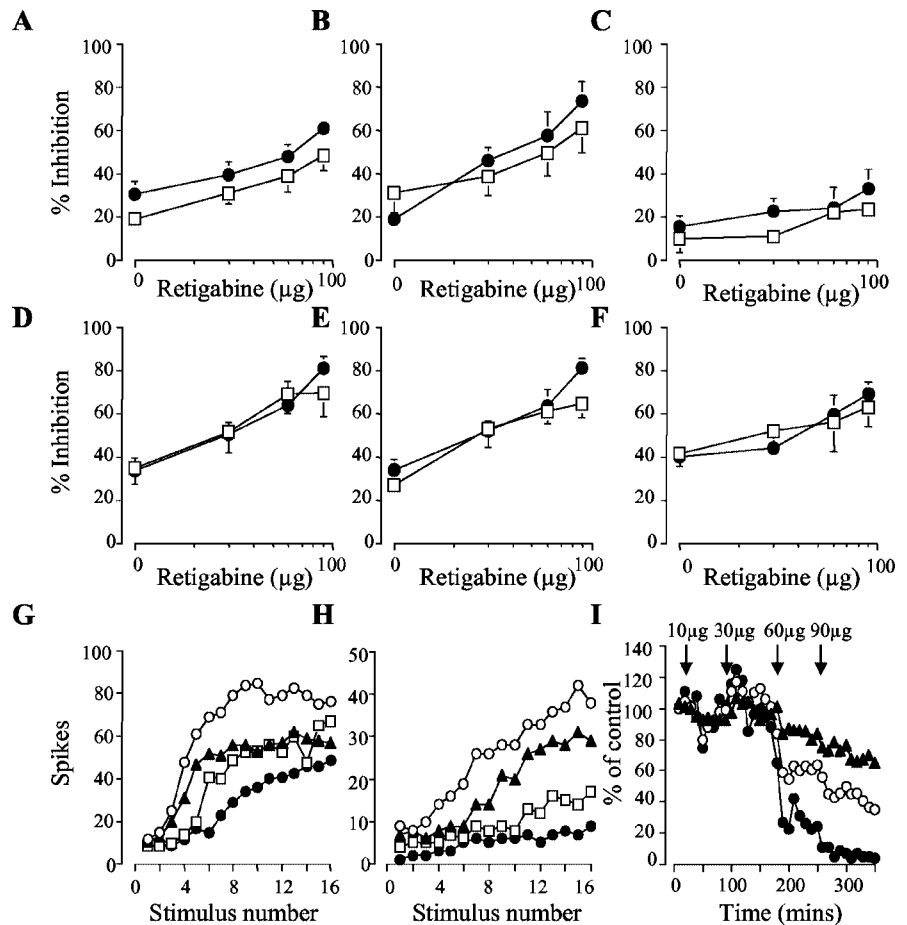 A B C
100 100 100
80 80 80
60 60 60
40 40 40
20 20 20
0 0 0
% Inhibition
0 100 0 100 0 100
Retigabine (µg) Retigabine (µg) Retigabine (µg)
D E F
100 100 100
80 80 80
60 60 60
40 40 40
20 20 20
0 0 0
% Inhibition
0 100 0 100 0 100
Retigabine (µg) Retigabine (µg) Retigabine (µg)
G H I
10µg 30µg 60µg 90µg
100 50 140
80 40 120
60 30 100
40 20 80
20 10 60
0 0 40
20
0
Spikes
% of control
0 4 8 12 16 0 4 8 12 16 0 100 200 300
Stimulus number Stimulus number Time (mins)